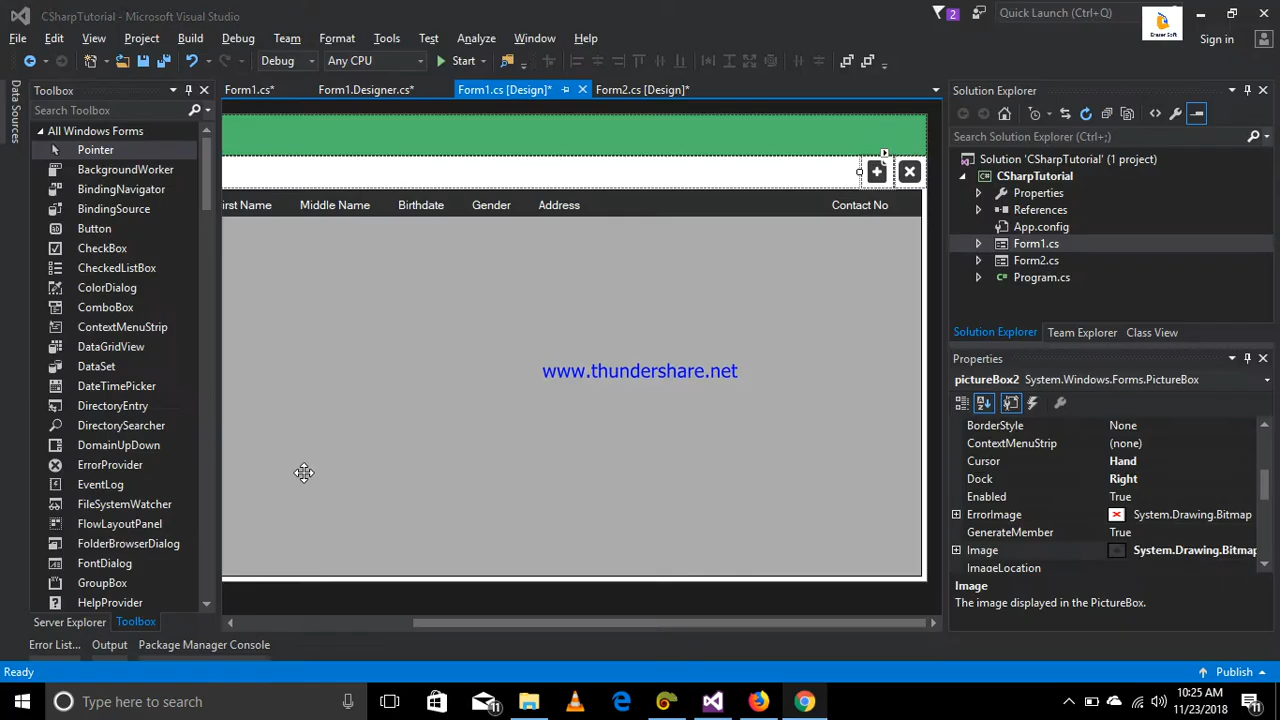 CSharpTutorial - Microsoft Visual Studio
2
Quick Launch (Ctrl+Q)
Eraser Soft
File Edit View Project Build Debug Team Format Tools Test Analyze Window Help
Sign in
Debug Any CPU Start
Data Sources
Toolbox
Form1.cs* Form1.Designer.cs* Form1.cs [Design]* Form2.cs [Design]*
Search Toolbox
All Windows Forms
Pointer
BackgroundWorker
BindingNavigator
BindingSource
Button
CheckBox
CheckedListBox
ColorDialog
ComboBox
ContextMenuStrip
DataGridView
DataSet
DateTimePicker
DirectoryEntry
DirectorySearcher
DomainUpDown
ErrorProvider
EventLog
FileSystemWatcher
FlowLayoutPanel
FolderBrowserDialog
FontDialog
GroupBox
HelpProvider
Server Explorer Toolbox
irst Name Middle Name Birthdate Gender Address Contact No
www.thundershare.net
Solution Explorer
Search Solution Explorer (Ctrl+;)
Solution 'CSharpTutorial' (1 project)
CSharpTutorial
Properties
References
App.config
Form1.cs
Form2.cs
Program.cs
Solution Explorer Team Explorer Class View
Properties
pictureBox2 System.Windows.Forms.PictureBox
BorderStyle None
ContextMenuStrip (none)
Cursor Hand
Dock Right
Enabled True
ErrorImage System.Drawing.Bitmap
GenerateMember True
Image System.Drawing.Bitmap
ImageLocation
Image
The image displayed in the PictureBox.
Error List... Output Package Manager Console
Ready
Publish
Type here to search
11
10:25 AM
11/23/2018
11